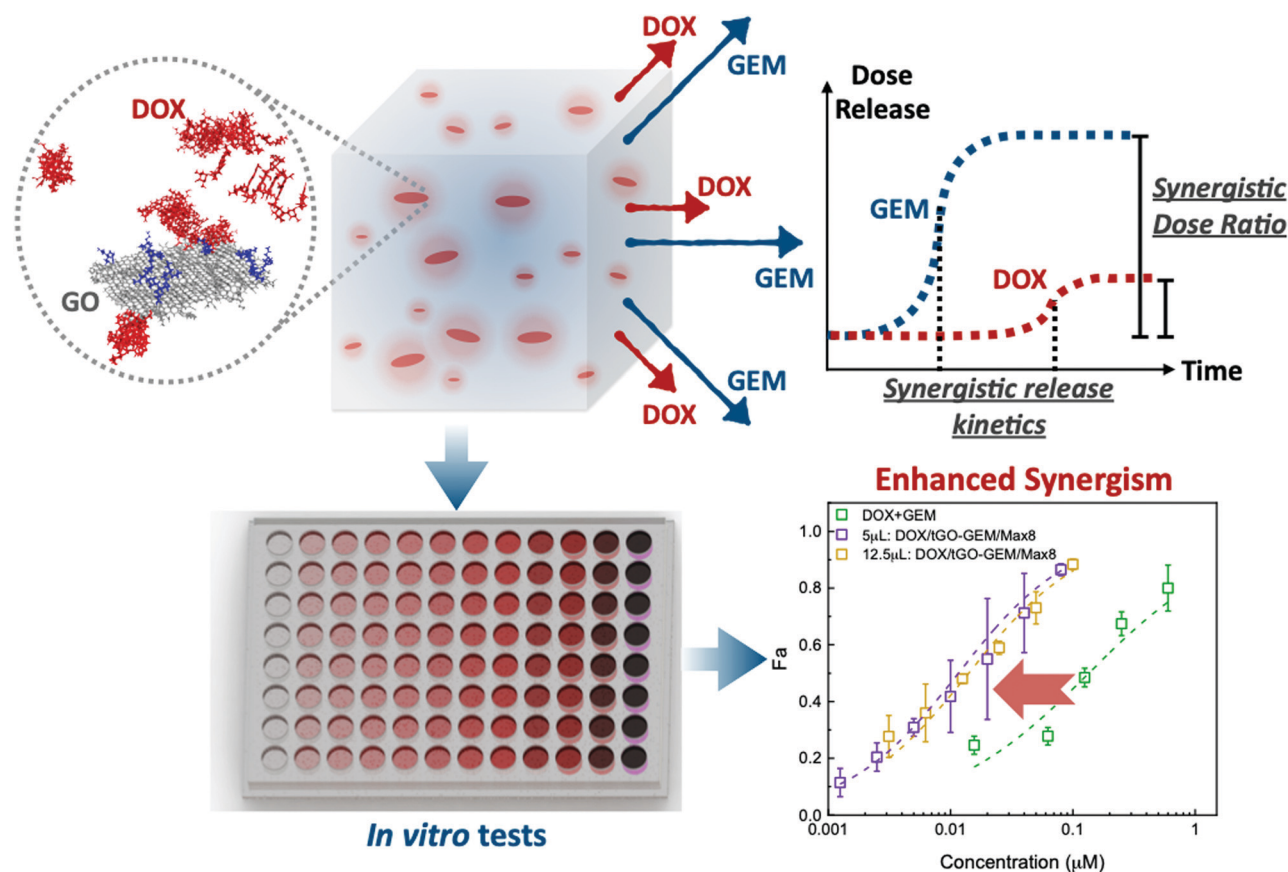 DOX
GO
DOX
GEM
DOX
GEM
GEM
DOX
Dose
Release
GEM
DOX
Synergistic
Dose Ratio
Time
Synergistic release
kinetics
In vitro tests
Enhanced Synergism
DOX+GEM
5μL: DOX/tGO-GEM/Max8
12.5μL: DOX/tGO-GEM/Max8
1.0
0.8
0.6
0.4
0.2
0.0
Fa
0.001
0.01
0.1
1
Concentration (μM)